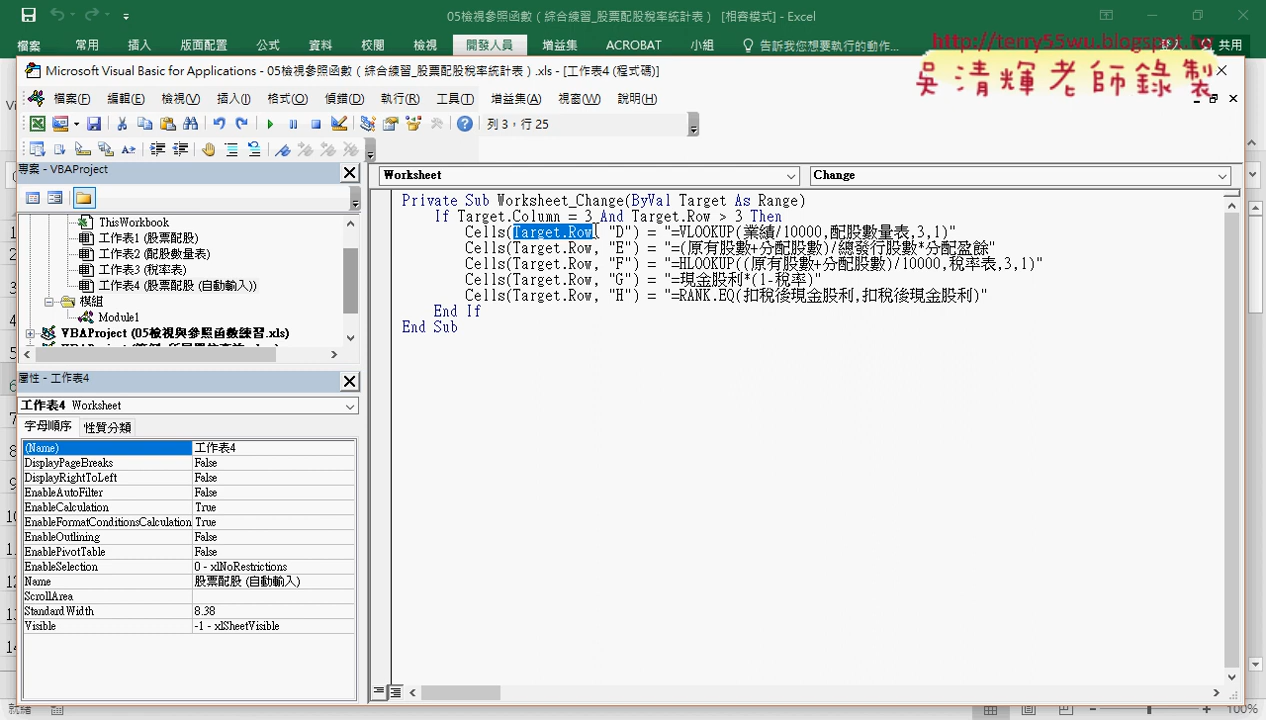 05檢視參照函數（綜合練習_股票配股稅率統計表） [相容模式] - Excel
檔案 常用 插入 版面配置 公式 資料 校閱 檢視 開發人員 增益集 ACROBAT 小組 告訴我您想要執行的動作... 共用
http://terry55wu.blogspot.tw
吳清輝老師錄製
Microsoft Visual Basic for Applications - 05檢視參照函數（綜合練習_股票配股稅率統計表）.xls - [工作表4 (程式碼)]
檔案(F) 編輯(E) 檢視(V) 插入(I) 格式(O) 偵錯(D) 執行(R) 工具(T) 增益集(A) 視窗(W) 說明(H)
列 3，行 25
專案 - VBAProject
ThisWorkbook
工作表1 (股票配股)
工作表2 (配股數量表)
工作表3 (稅率表)
工作表4 (股票配股 (自動輸入))
模組
Module1
VBAProject (05檢視與參照函數練習.xls)
屬性 - 工作表4
工作表4 Worksheet
字母順序 性質分類
(Name) 工作表4
DisplayPageBreaks False
DisplayRightToLeft False
EnableAutoFilter False
EnableCalculation True
EnableFormatConditionsCalculation True
EnableOutlining False
EnablePivotTable False
EnableSelection 0 - xlNoRestrictions
Name 股票配股 (自動輸入)
ScrollArea
StandardWidth 8.38
Visible -1 - xlSheetVisible
Worksheet Change
Private Sub Worksheet_Change(ByVal Target As Range)
If Target.Column = 3 And Target.Row > 3 Then
Cells(Target.Row, "D") = "=VLOOKUP(業績/10000,配股數量表,3,1)"
Cells(Target.Row, "E") = "=(原有股數+分配股數)/總發行股數*分配盈餘"
Cells(Target.Row, "F") = "=HLOOKUP((原有股數+分配股數)/10000,稅率表,3,1)"
Cells(Target.Row, "G") = "=現金股利*(1-稅率)"
Cells(Target.Row, "H") = "=RANK.EQ(扣稅後現金股利,扣稅後現金股利)"
End If
End Sub
就緒
100%